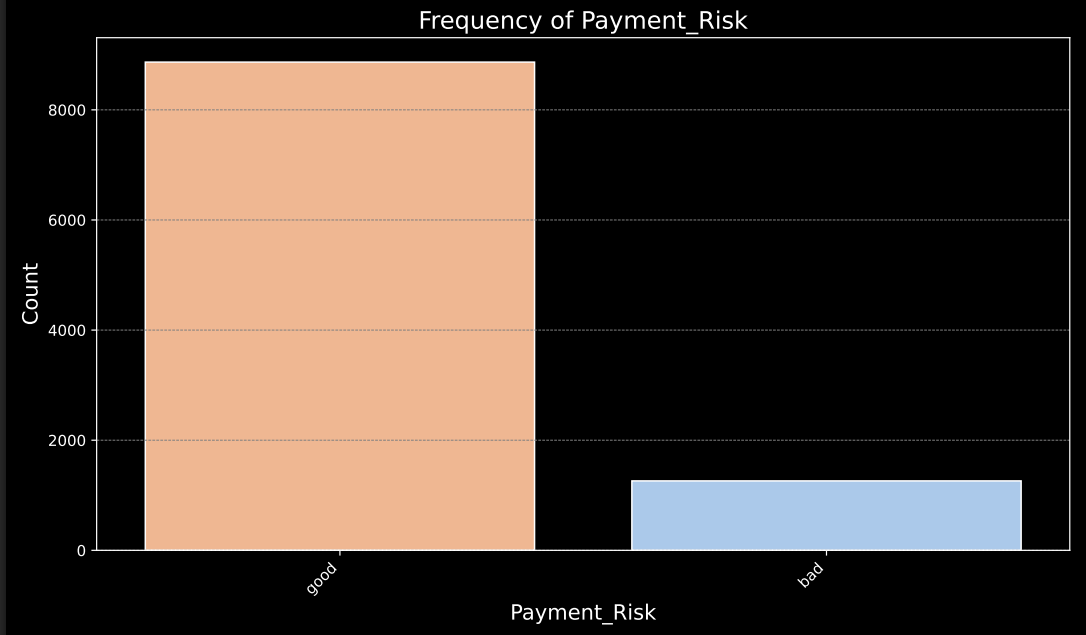 Frequency of Payment_Risk
Count
8000
6000
4000
2000
0
good
bad
Payment_Risk